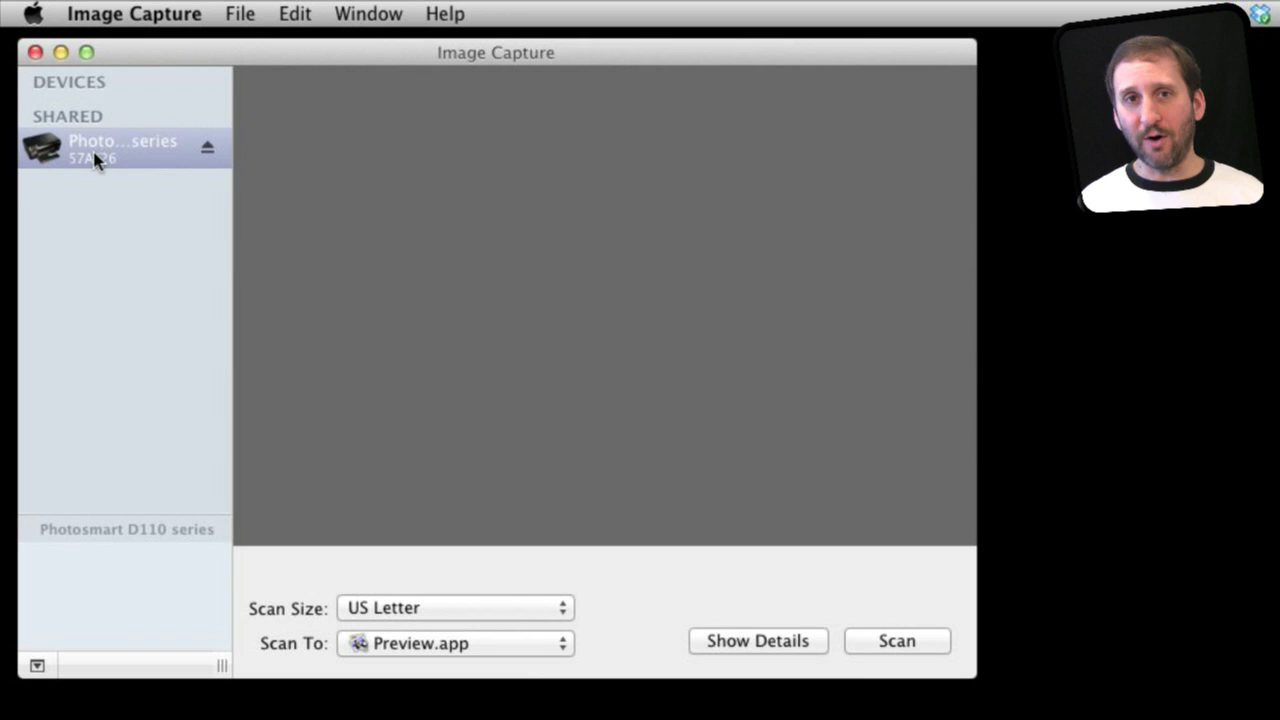 Image Capture File Edit Window Help
Image Capture
DEVICES
SHARED
Photo...series
Photosmart D110 series
Scan Size: US Letter
Scan To: Preview.app
Show Details
Scan